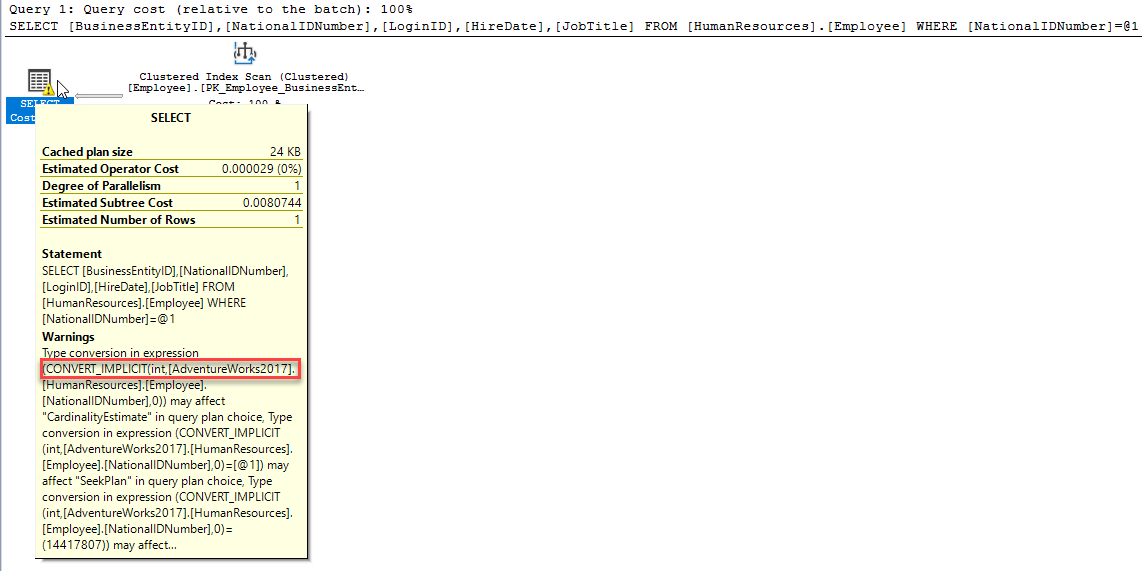 Query 1: Query cost (relative to the batch): 100%
SELECT [BusinessEntityID],[NationalIDNumber],[LoginID],[HireDate],[JobTitle] FROM [HumanResources].[Employee] WHERE [NationalIDNumber]=@1
Clustered Index Scan (Clustered)
[Employee].[PK_Employee_BusinessEnt…
Cost: 100 %
SELECT
Cost
SELECT
Cached plan size 24 KB
Estimated Operator Cost 0.000029 (0%)
Degree of Parallelism 1
Estimated Subtree Cost 0.0080744
Estimated Number of Rows 1
Statement
SELECT [BusinessEntityID],[NationalIDNumber],
[LoginID],[HireDate],[JobTitle] FROM
[HumanResources].[Employee] WHERE
[NationalIDNumber]=@1
Warnings
Type conversion in expression
(CONVERT_IMPLICIT(int,[AdventureWorks2017].
[HumanResources].[Employee].
[NationalIDNumber],0)) may affect
"CardinalityEstimate" in query plan choice, Type
conversion in expression (CONVERT_IMPLICIT
(int,[AdventureWorks2017].[HumanResources].
[Employee].[NationalIDNumber],0)=[@1]) may
affect "SeekPlan" in query plan choice, Type
conversion in expression (CONVERT_IMPLICIT
(int,[AdventureWorks2017].[HumanResources].
[Employee].[NationalIDNumber],0)=
(14417807)) may affect...